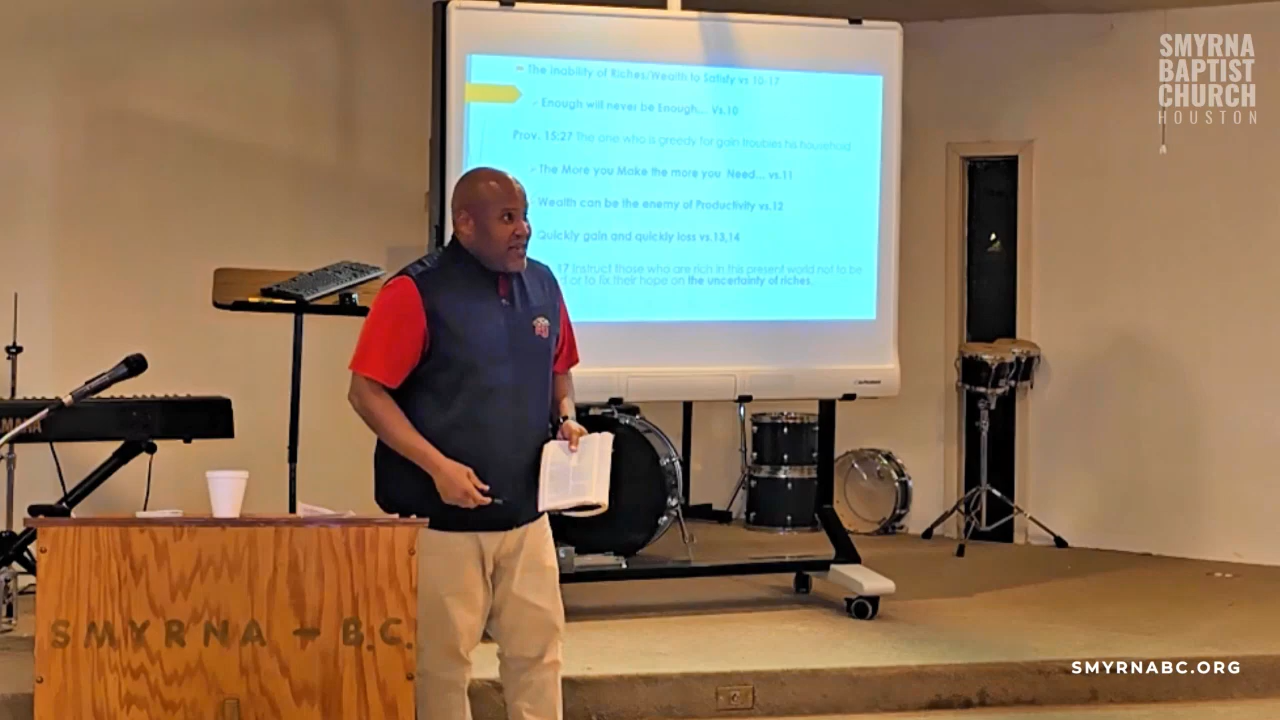 SMYRNA
BAPTIST
CHURCH
HOUSTON
The Inability of Riches/Wealth to Satisfy vs 10-17
Enough will never be Enough... Vs.10
Prov. 15:27 The one who is greedy for gain troubles his household
The More you Make the more you Need... vs.11
Wealth can be the enemy of Productivity vs.12
Quickly gain and quickly loss vs.13,14
17 Instruct those who are rich in this present world not to be
or to fix their hope on the uncertainty of riches.
SMYRNA - B.C.
SMYRNABC.ORG